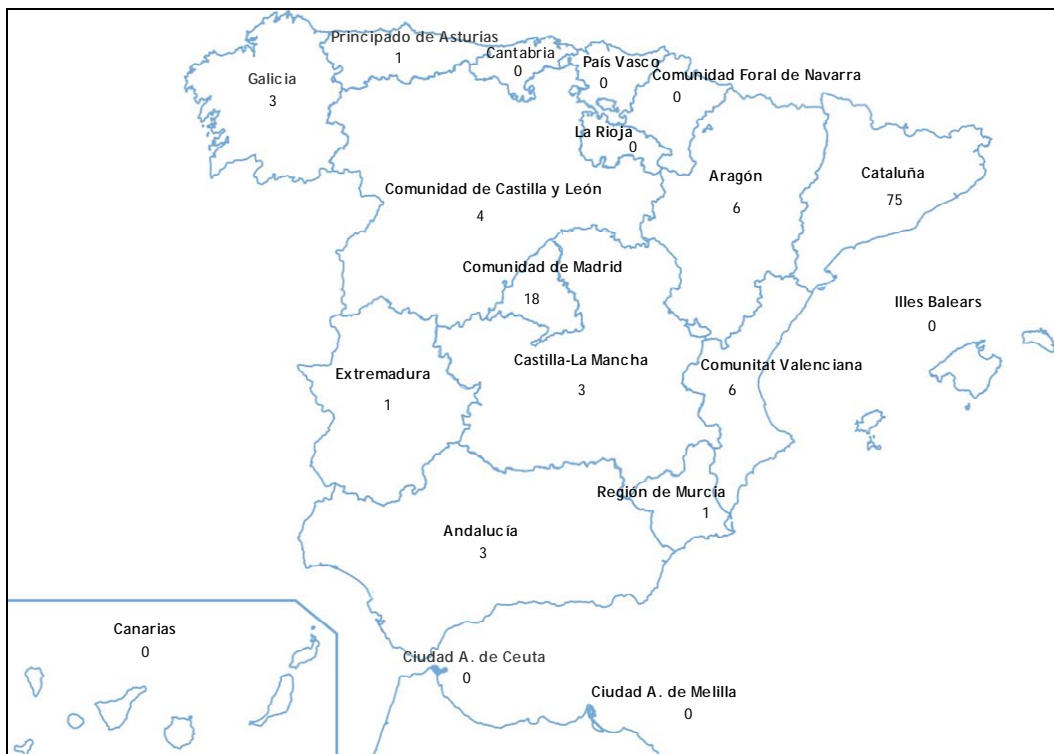 Principado de Asturias
1
Cantabria
0
País Vasco
0
Comunidad Foral de Navarra
0
Galicia
3
La Rioja
0
Aragón
6
Cataluña
75
Comunidad de Castilla y León
4
Comunidad de Madrid
18
Illes Balears
0
Castilla-La Mancha
3
Comunitat Valenciana
6
Extremadura
1
Región de Murcía
1
Andalucía
3
Canarias
0
Ciudad A. de Ceuta
0
Ciudad A. de Melilla
0